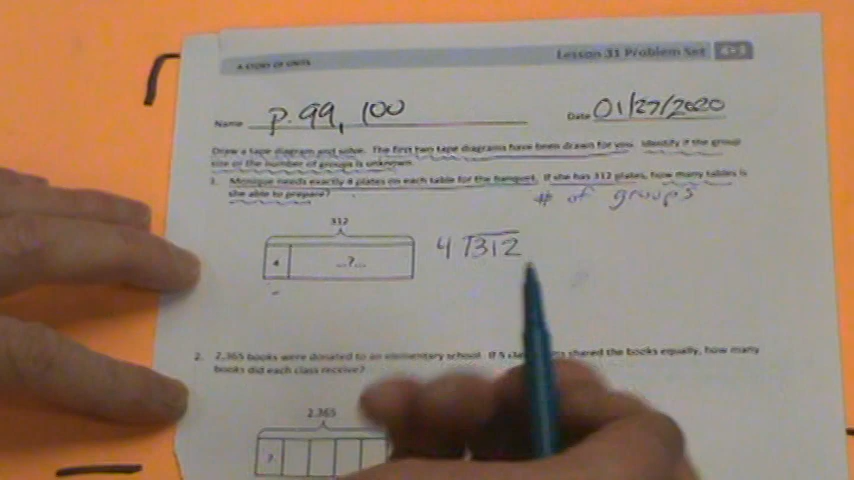 A STORY OF UNITS
Lesson 31 Problem Set
Name P. 99, 100
Date 01/27/2020
Draw a tape diagram and solve. The first two tape diagrams have been drawn for you. Identify if the group
size or the number of groups is unknown.
1. Monique needs exactly 4 plates on each table for the banquet. If she has 312 plates, how many tables is
she able to prepare?
# of groups
312
4 ...?...
4 312
2. 2,365 books were donated to an elementary school. If 5 shared the books equally, how many
books did each class receive?
2,365
?